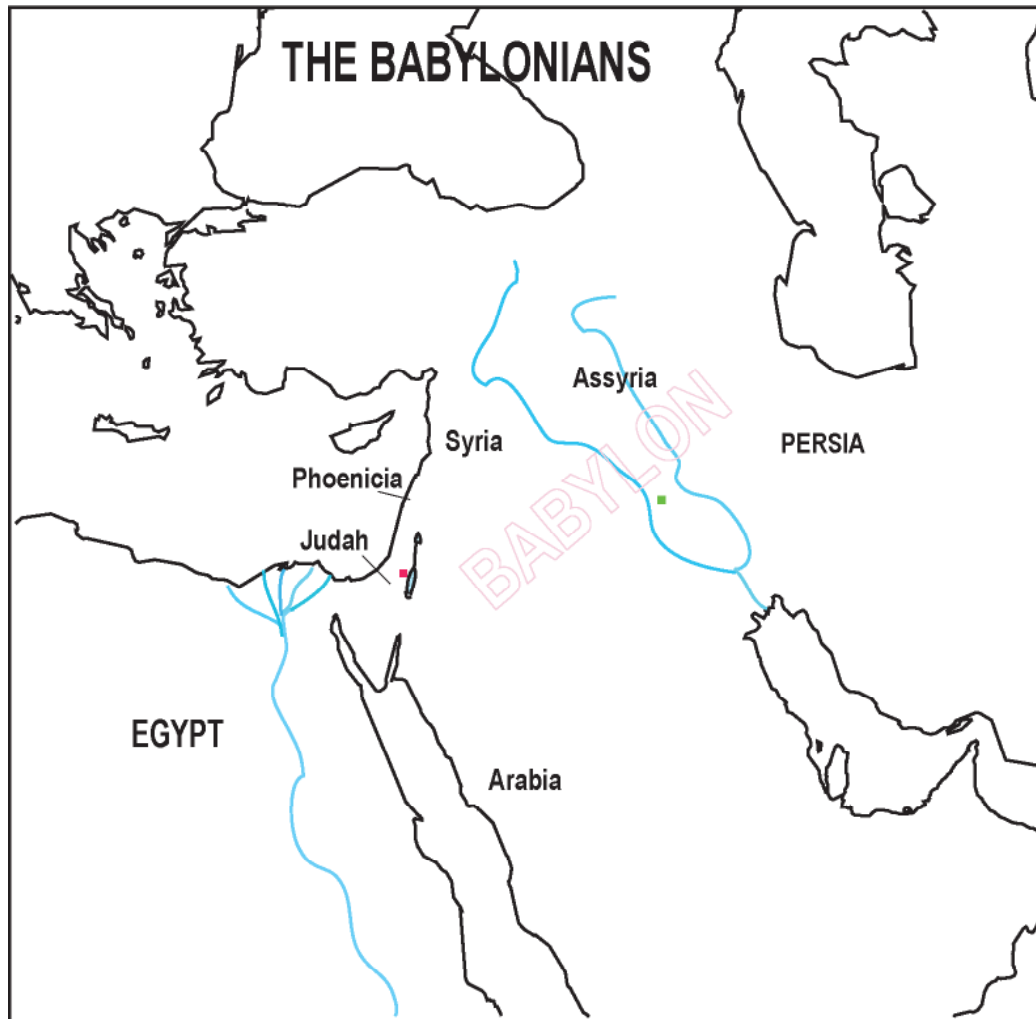 THE BABYLONIANS
Assyria
BABYLON
Syria
PERSIA
Phoenicia
Judah
EGYPT
Arabia